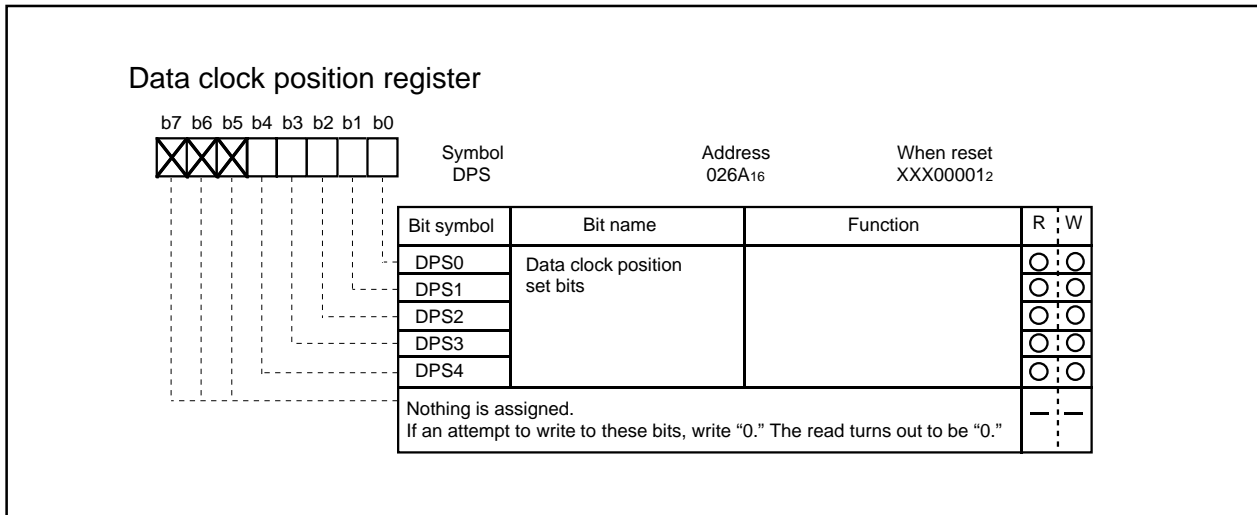 Data clock position register
b7 b6 b5 b4 b3 b2 b1 b0
Symbol Address When reset
DPS 026A16 XXX000012
Bit symbol Bit name Function R W
DPS0 Data clock position
DPS1 set bits
DPS2
DPS3
DPS4
Nothing is assigned.
If an attempt to write to these bits, write “0.” The read turns out to be “0.”